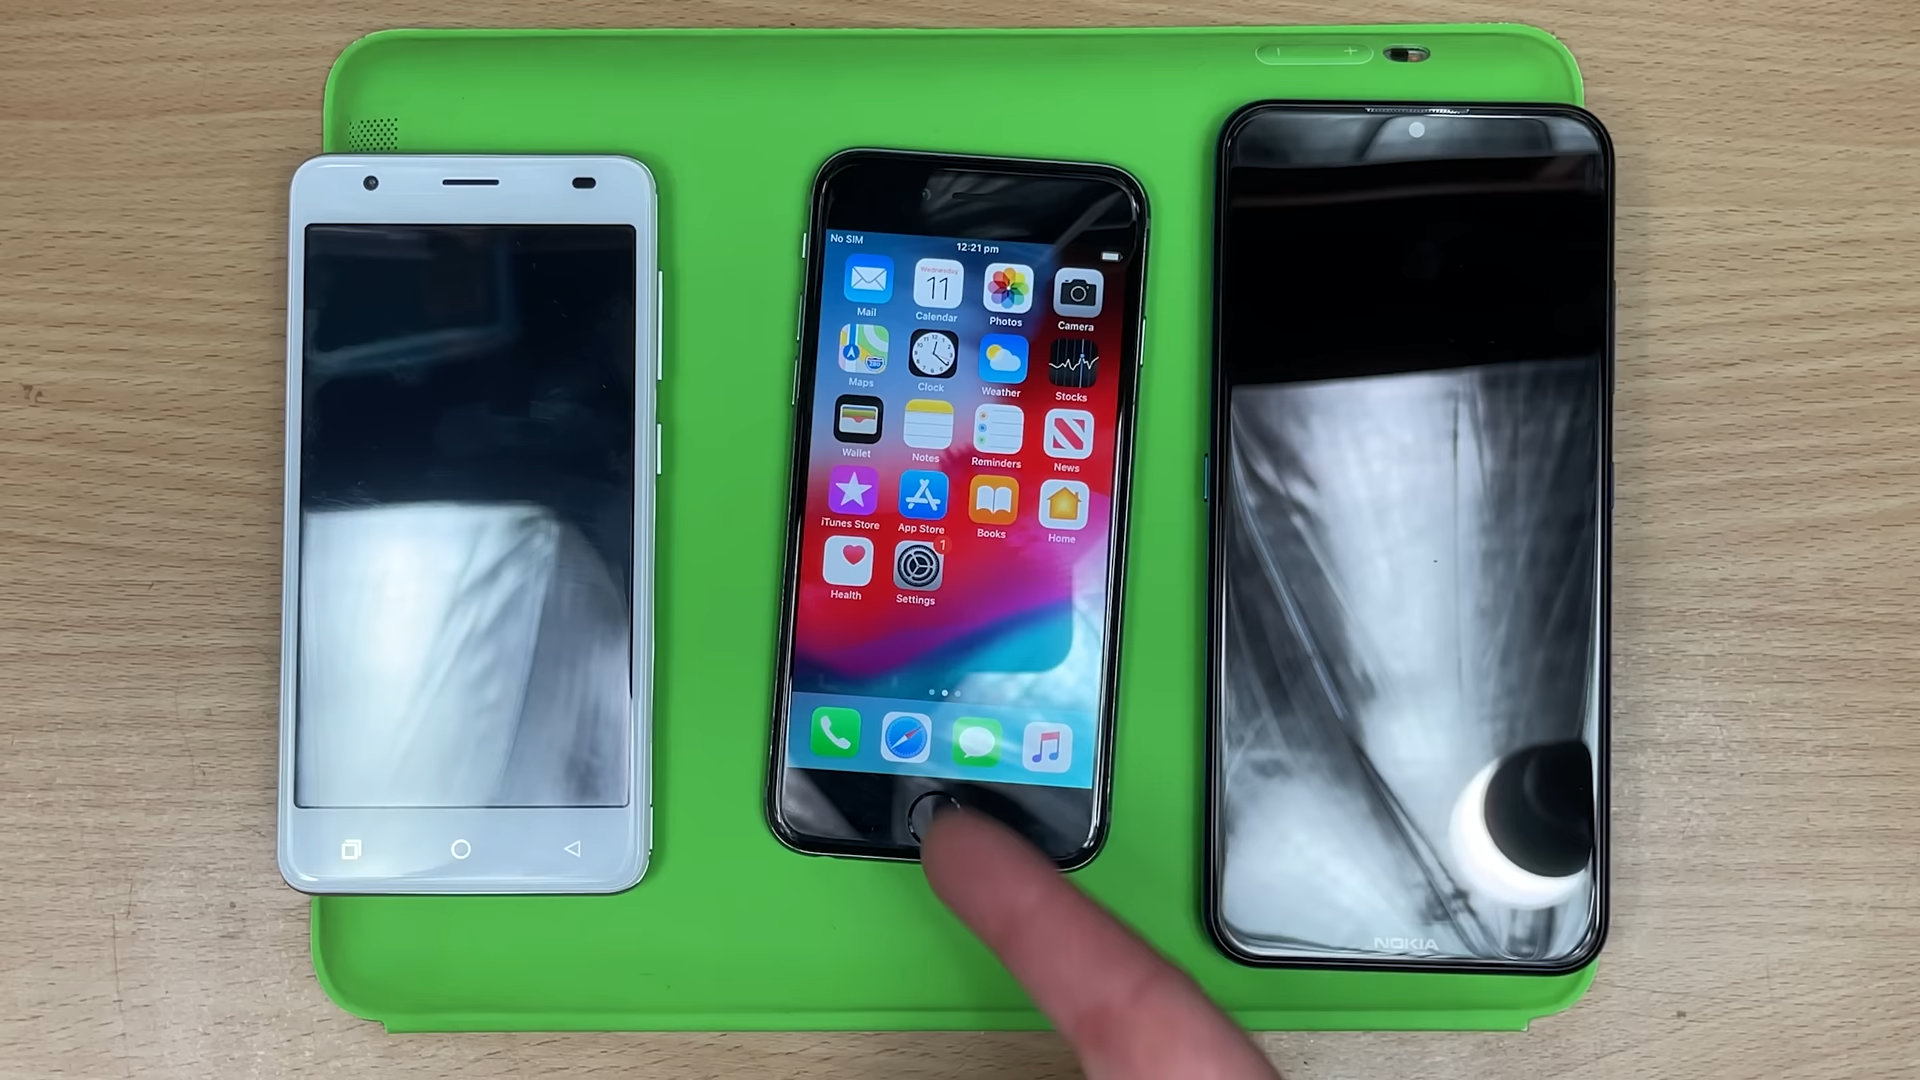 No SIM
12:21 pm
Wednesday
11
Mail
Calendar
Photos
Camera
Maps
Clock
Weather
Stocks
Wallet
Notes
Reminders
News
iTunes Store
App Store
Books
Home
1
Health
Settings
NOKIA